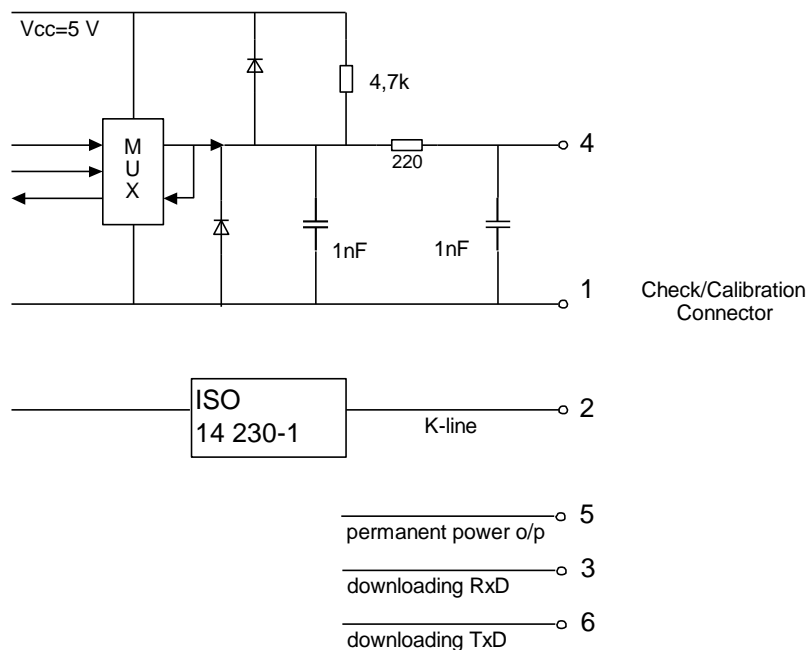 Vcc=5 V
4,7k
M
U
X
4
220
1nF
1nF
1
Check/Calibration
Connector
ISO
14 230-1
2
K-line
5
permanent power o/p
3
downloading RxD
6
downloading TxD